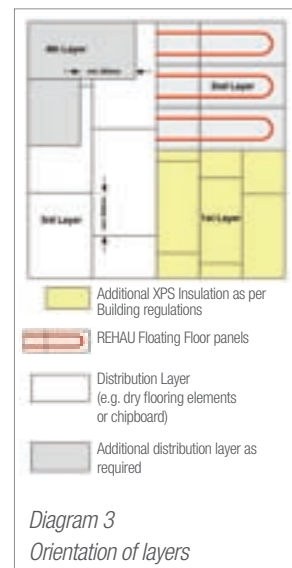 4th Layer
2nd Layer
3rd Layer
1st Layer
Additional XPS Insulation as per
Building regulations
REHAU Floating Floor panels
Distribution Layer
(e.g. dry flooring elements
or chipboard)
Additional distribution layer as
required
Diagram 3
Orientation of layers